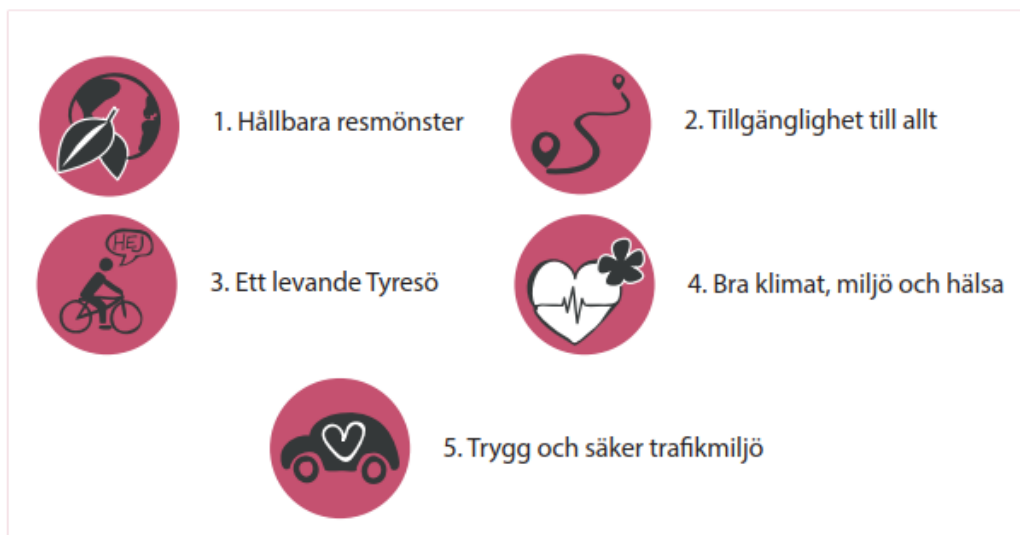 1. Hållbara resmönster
2. Tillgänglighet till allt
HEJ
3. Ett levande Tyresö
4. Bra klimat, miljö och hälsa
5. Trygg och säker trafikmiljö